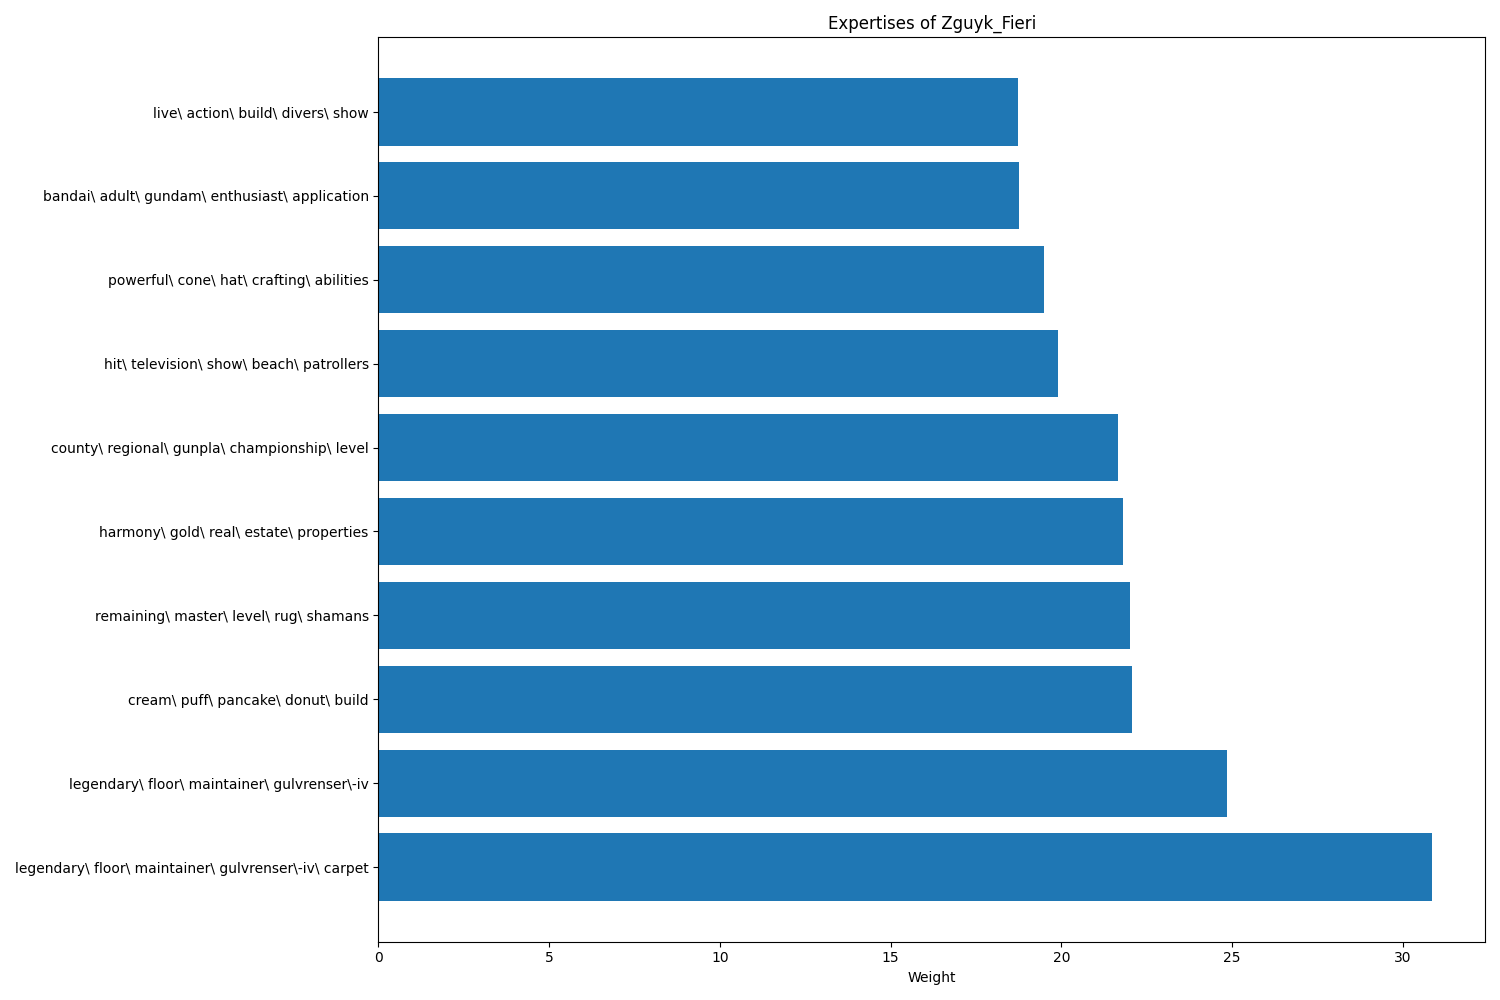 Expertises of Zguyk_Fieri
live\ action\ build\ divers\ show
bandai\ adult\ gundam\ enthusiast\ application
powerful\ cone\ hat\ crafting\ abilities
hit\ television\ show\ beach\ patrollers
county\ regional\ gunpla\ championship\ level
harmony\ gold\ real\ estate\ properties
remaining\ master\ level\ rug\ shamans
cream\ puff\ pancake\ donut\ build
legendary\ floor\ maintainer\ gulvrenser\-iv
legendary\ floor\ maintainer\ gulvrenser\-iv\ carpet
0 5 10 15 20 25 30
Weight